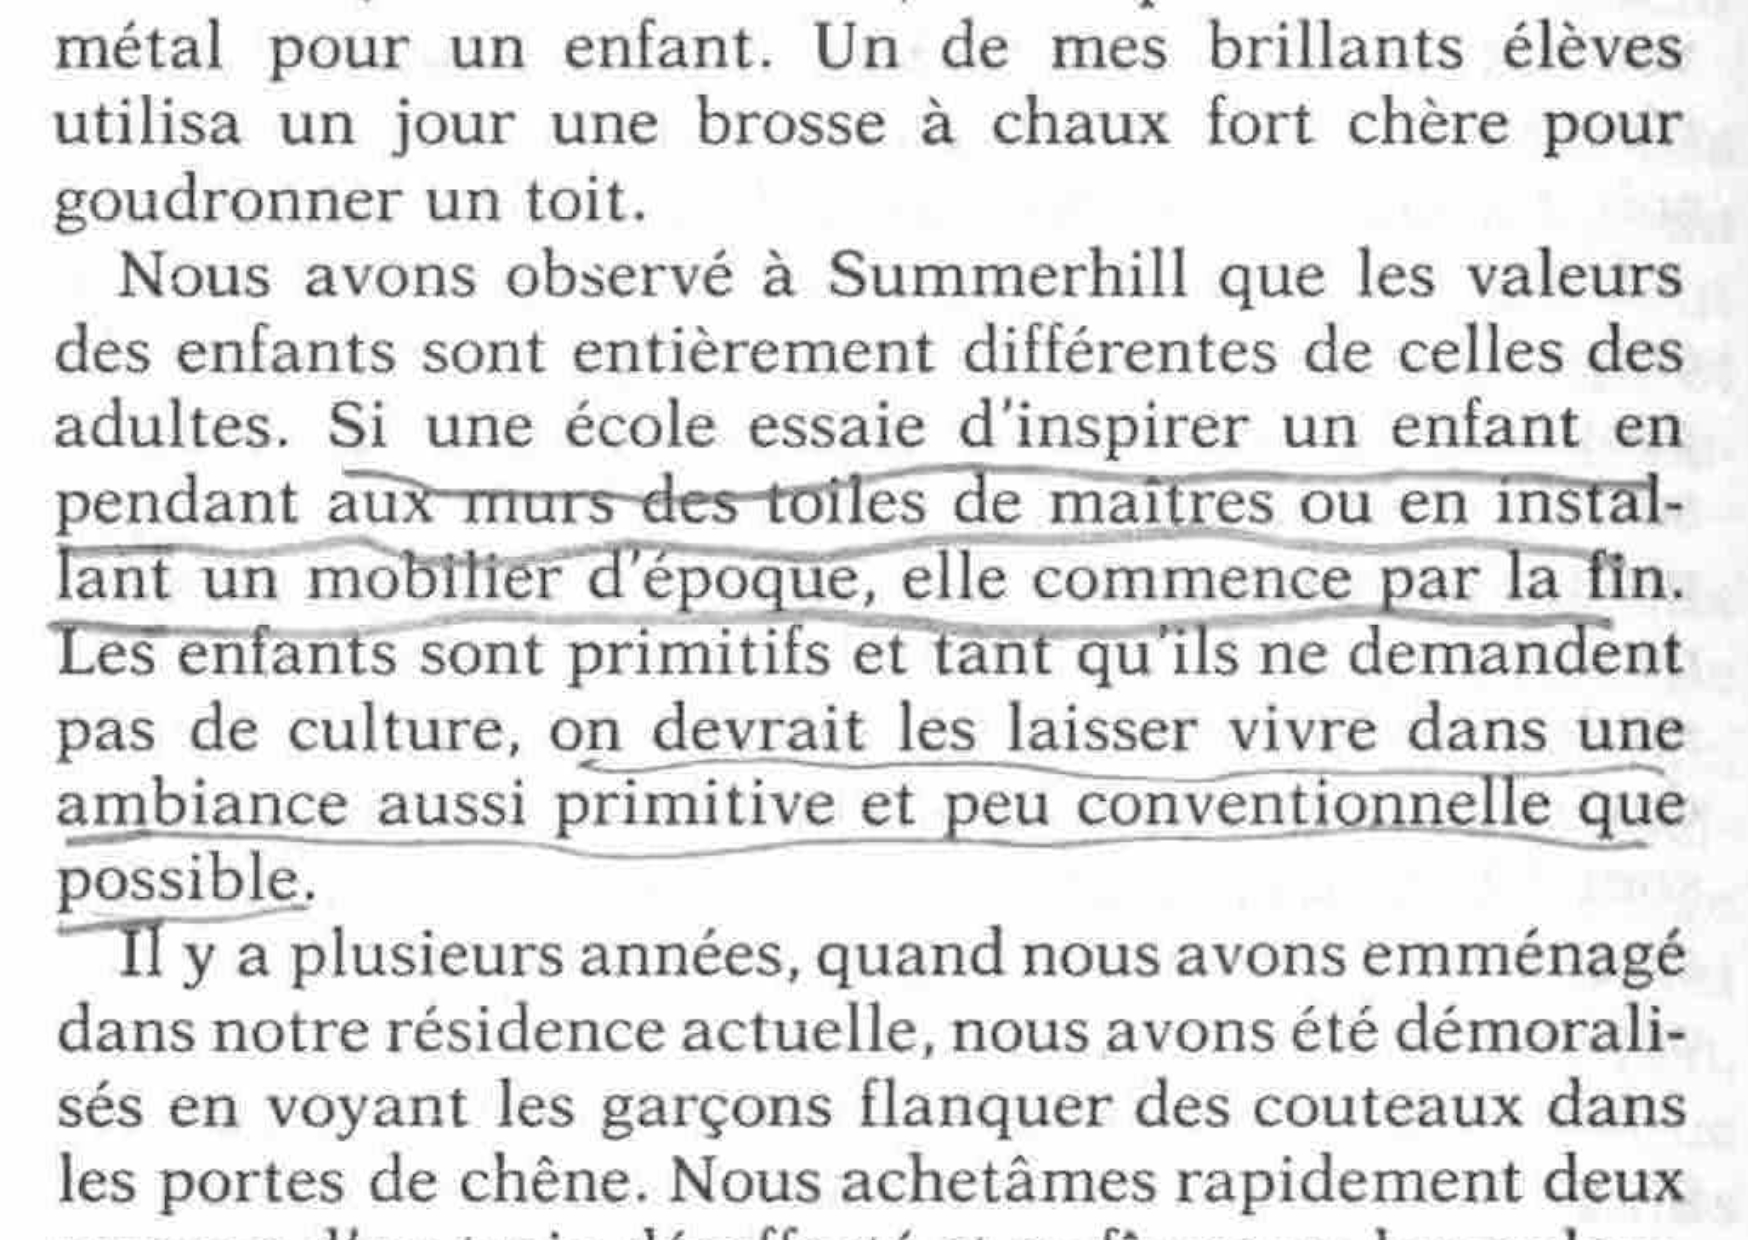 métal pour un enfant. Un de mes brillants élèves
utilisa un jour une brosse à chaux fort chère pour
goudronner un toit.
Nous avons observé à Summerhill que les valeurs
des enfants sont entièrement différentes de celles des
adultes. Si une école essaie d'inspirer un enfant en
pendant aux murs des toiles de maîtres ou en instal-
lant un mobilier d'époque, elle commence par la fin.
Les enfants sont primitifs et tant qu'ils ne demandent
pas de culture, on devrait les laisser vivre dans une
ambiance aussi primitive et peu conventionnelle que
possible.
Il y a plusieurs années, quand nous avons emménagé
dans notre résidence actuelle, nous avons été démorali-
sés en voyant les garçons flanquer des couteaux dans
les portes de chêne. Nous achetâmes rapidement deux